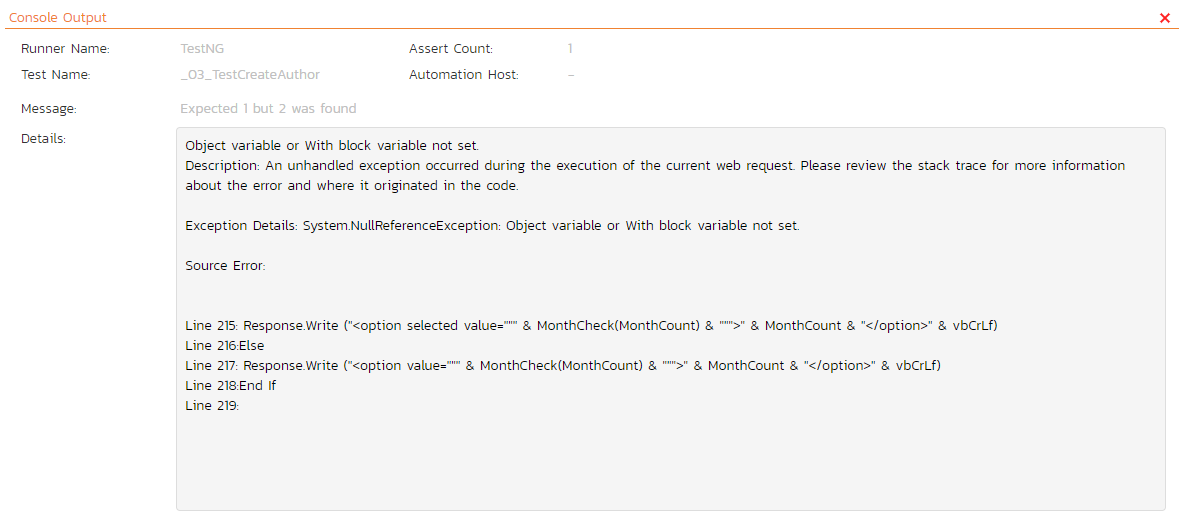 Console Output
Runner Name: TestNG Assert Count: 1
Test Name: _03_TestCreateAuthor Automation Host: -
Message: Expected 1 but 2 was found
Details:
Object variable or With block variable not set.
Description: An unhandled exception occurred during the execution of the current web request. Please review the stack trace for more information
about the error and where it originated in the code.
Exception Details: System.NullReferenceException: Object variable or With block variable not set.
Source Error:
Line 215: Response.Write ("<option selected value=""" & MonthCheck(MonthCount) & """>" & MonthCount & "</option>" & vbCrLf)
Line 216:Else
Line 217: Response.Write ("<option value=""" & MonthCheck(MonthCount) & """>" & MonthCount & "</option>" & vbCrLf)
Line 218:End If
Line 219: